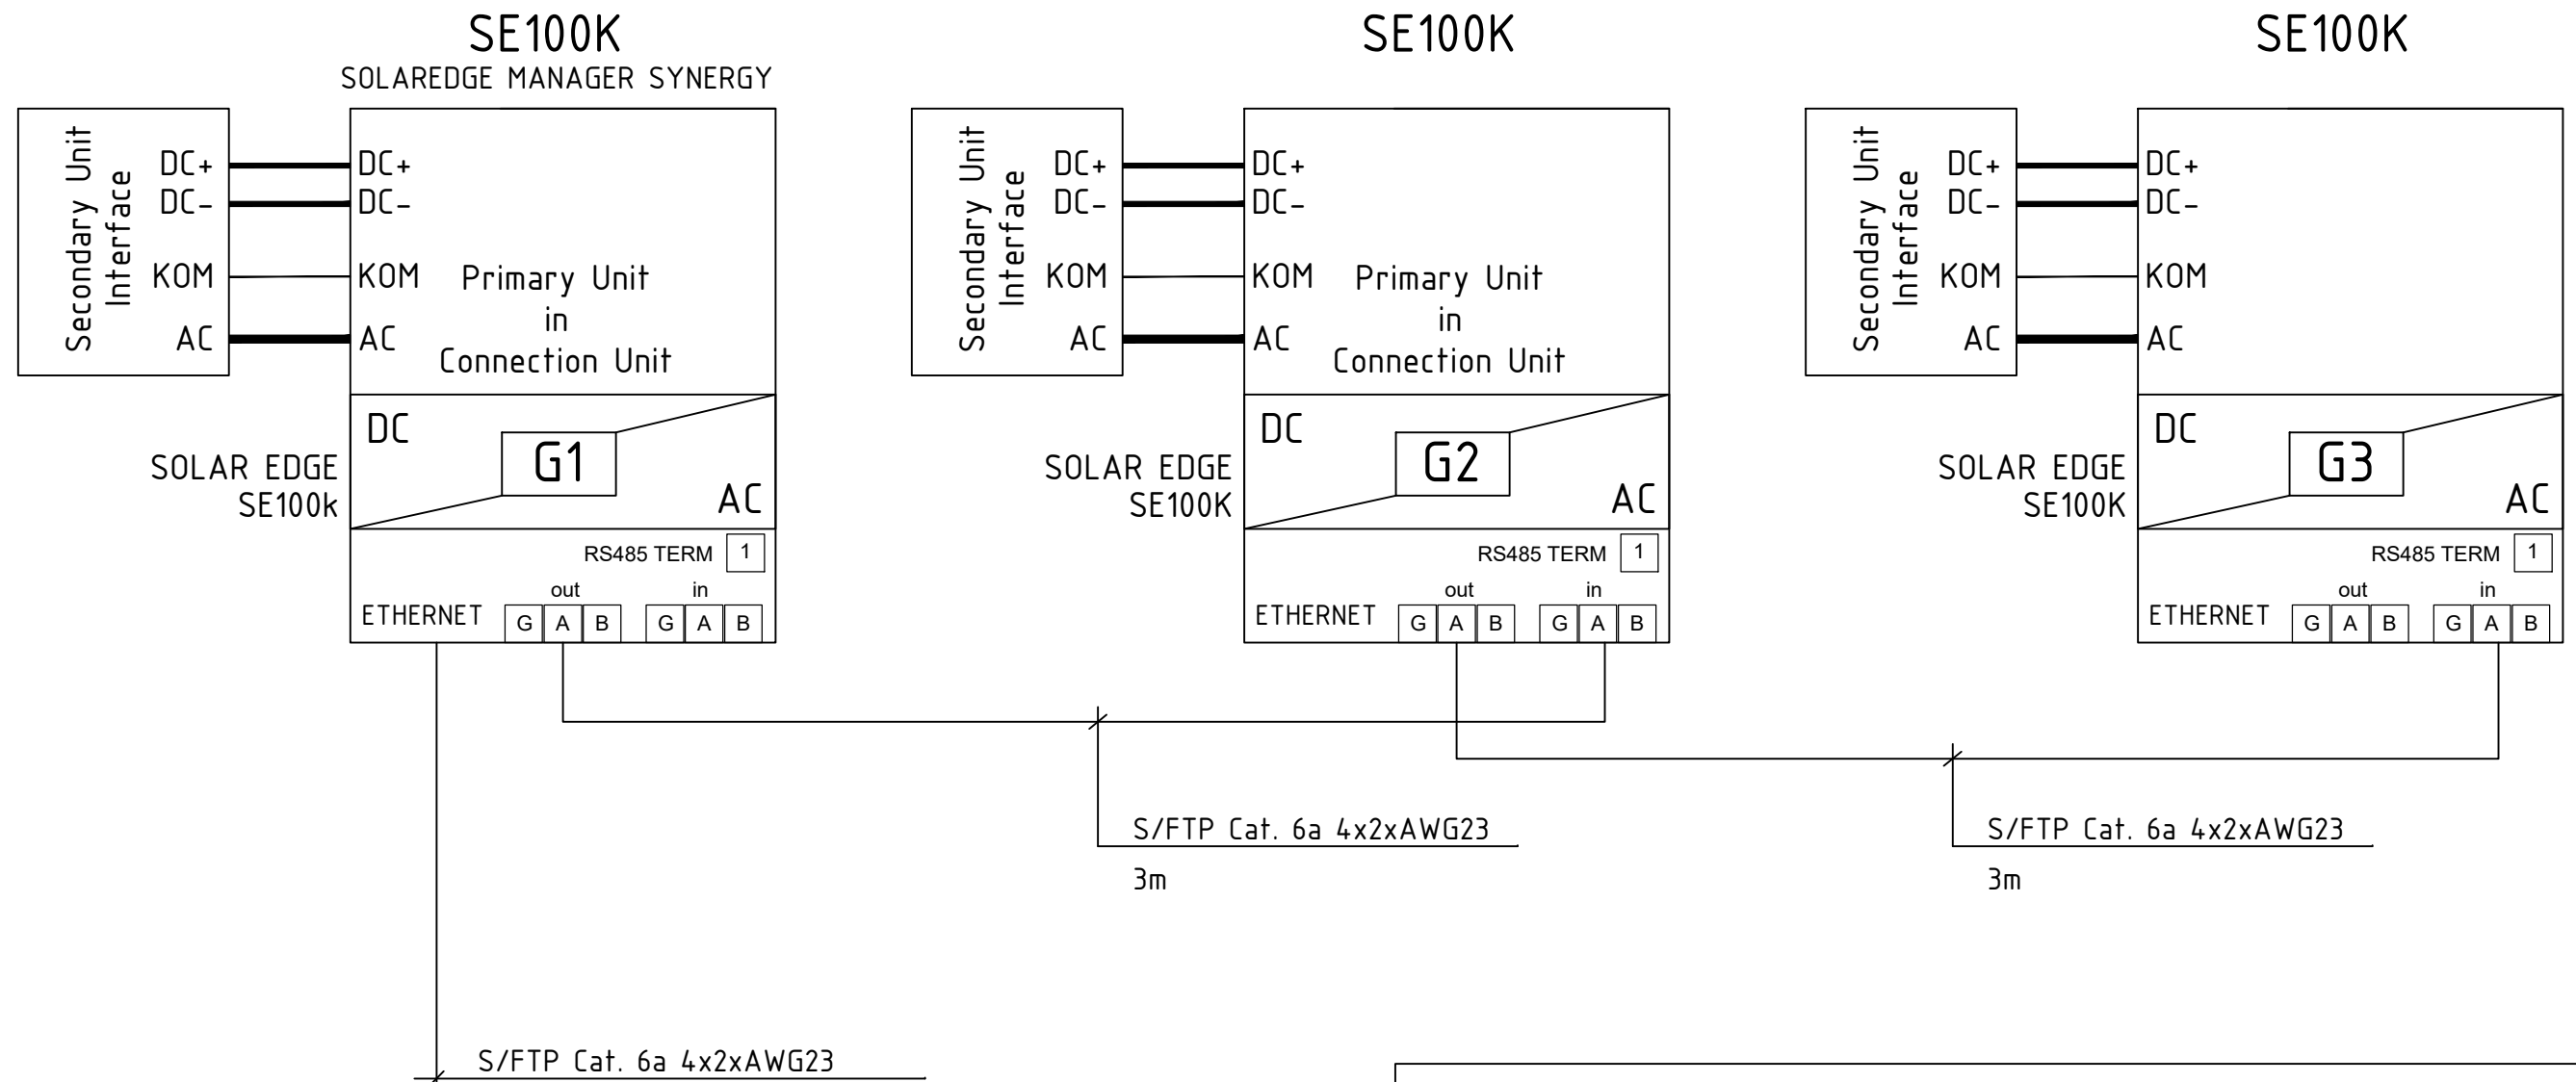 SE100K
SOLAREDGE MANAGER SYNERGY
Secondary Unit
Interface
DC+
DC-
KOM
AC
DC+
DC-
KOM
AC
Primary Unit
in
Connection Unit
SOLAR EDGE
SE100k
DC
G1
AC
RS485 TERM 1
out in
ETHERNET G A B G A B
SE100K
Secondary Unit
Interface
DC+
DC-
KOM
AC
DC+
DC-
KOM
AC
Primary Unit
in
Connection Unit
SOLAR EDGE
SE100K
DC
G2
AC
RS485 TERM 1
out in
ETHERNET G A B G A B
SE100K
Secondary Unit
Interface
DC+
DC-
KOM
AC
DC+
DC-
KOM
AC
SOLAR EDGE
SE100K
DC
G3
AC
RS485 TERM 1
out in
ETHERNET G A B G A B
S/FTP Cat. 6a 4x2xAWG23
3m
S/FTP Cat. 6a 4x2xAWG23
3m
S/FTP Cat. 6a 4x2xAWG23